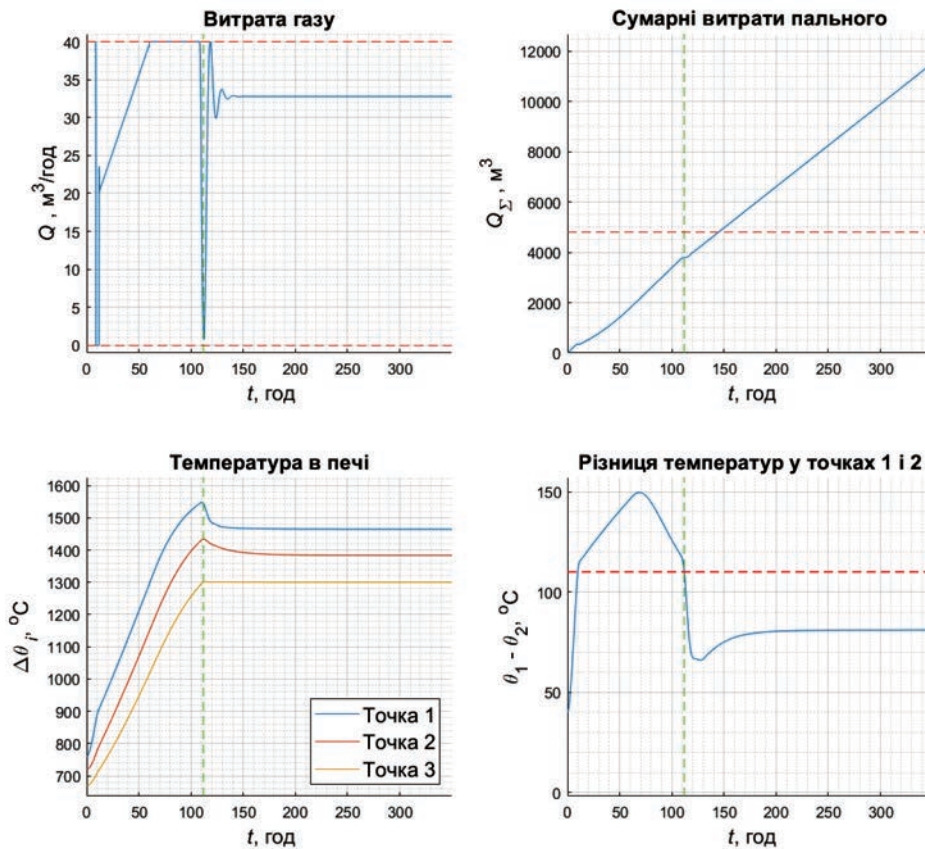 Витрата газу
40
35
30
25
20
15
10
5
0
Q , м³/год
0 50 100 150 200 250 300
t, год
Сумарні витрати пального
12000
10000
8000
6000
4000
2000
0
Q_Σ , м³
0 50 100 150 200 250 300
t, год
Температура в печі
1600
1500
1400
1300
1200
1100
1000
900
800
700
Δθ_i, °C
Точка 1
Точка 2
Точка 3
0 50 100 150 200 250 300
t, год
Різниця температур у точках 1 і 2
150
100
50
0
θ₁ - θ₂, °C
0 50 100 150 200 250 300
t, год